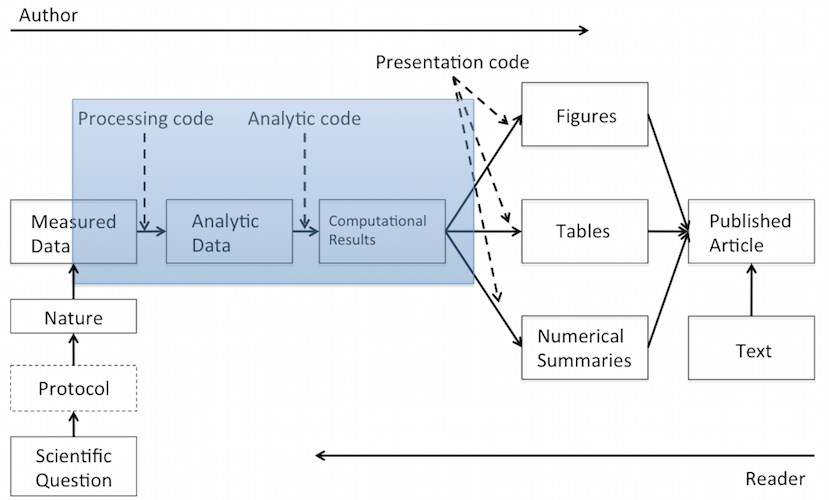 Author
Presentation code
Processing code
Analytic code
Figures
Measured
Data
Analytic
Data
Computational
Results
Tables
Published
Article
Nature
Numerical
Summaries
Text
Protocol
Scientific
Question
Reader